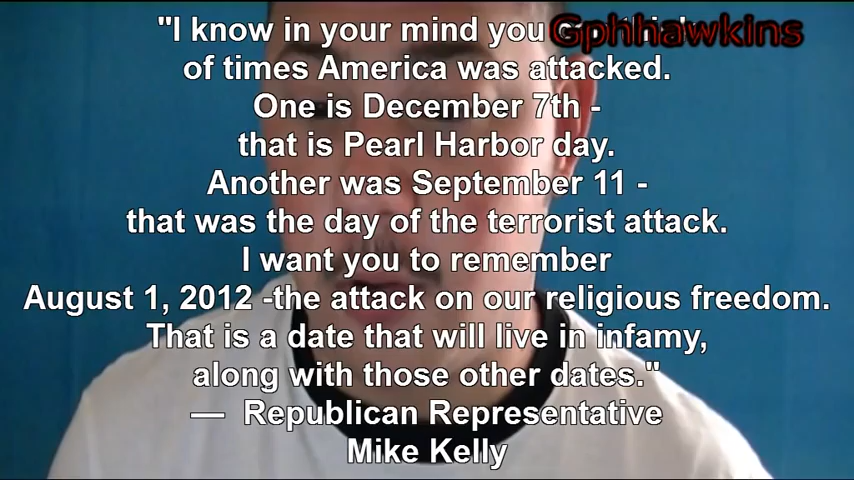 "I know in your mind you
Gphhawkins
of times America was attacked.
One is December 7th -
that is Pearl Harbor day.
Another was September 11 -
that was the day of the terrorist attack.
I want you to remember
August 1, 2012 -the attack on our religious freedom.
That is a date that will live in infamy,
along with those other dates."
— Republican Representative
Mike Kelly